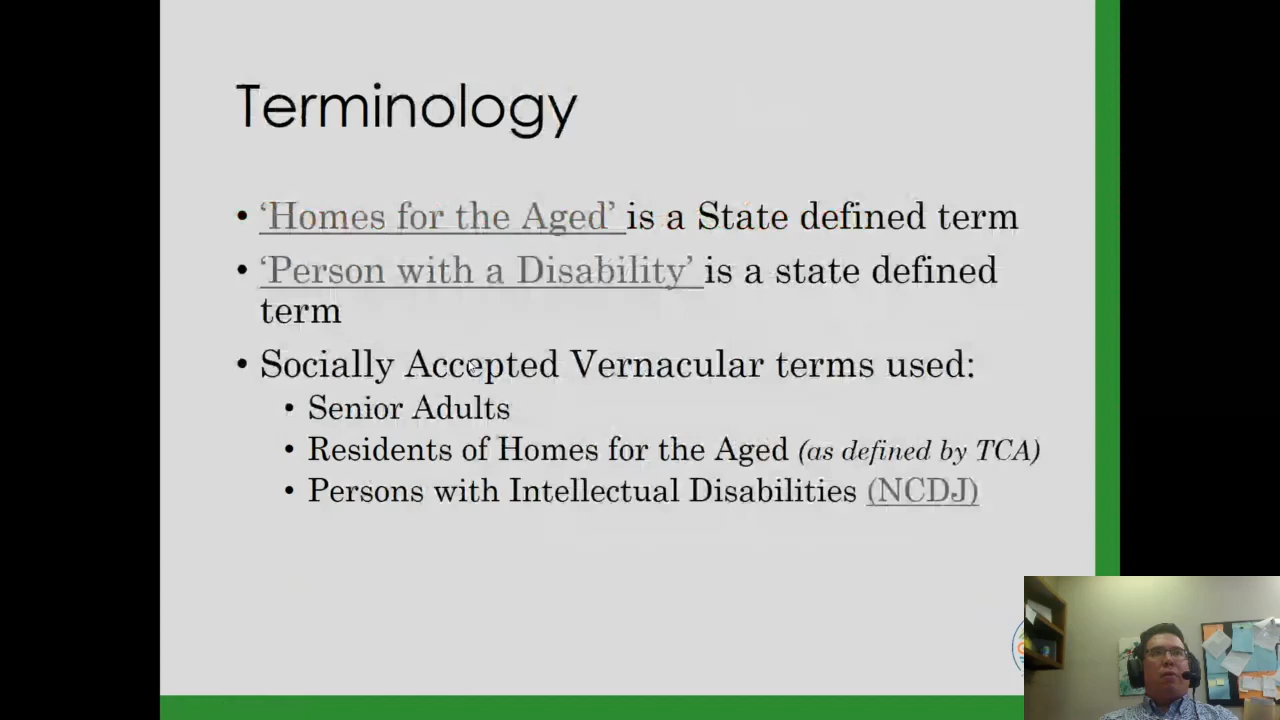 Terminology
• ‘Homes for the Aged’ is a State defined term
• ‘Person with a Disability’ is a state defined
term
• Socially Accepted Vernacular terms used:
• Senior Adults
• Residents of Homes for the Aged (as defined by TCA)
• Persons with Intellectual Disabilities (NCDJ)